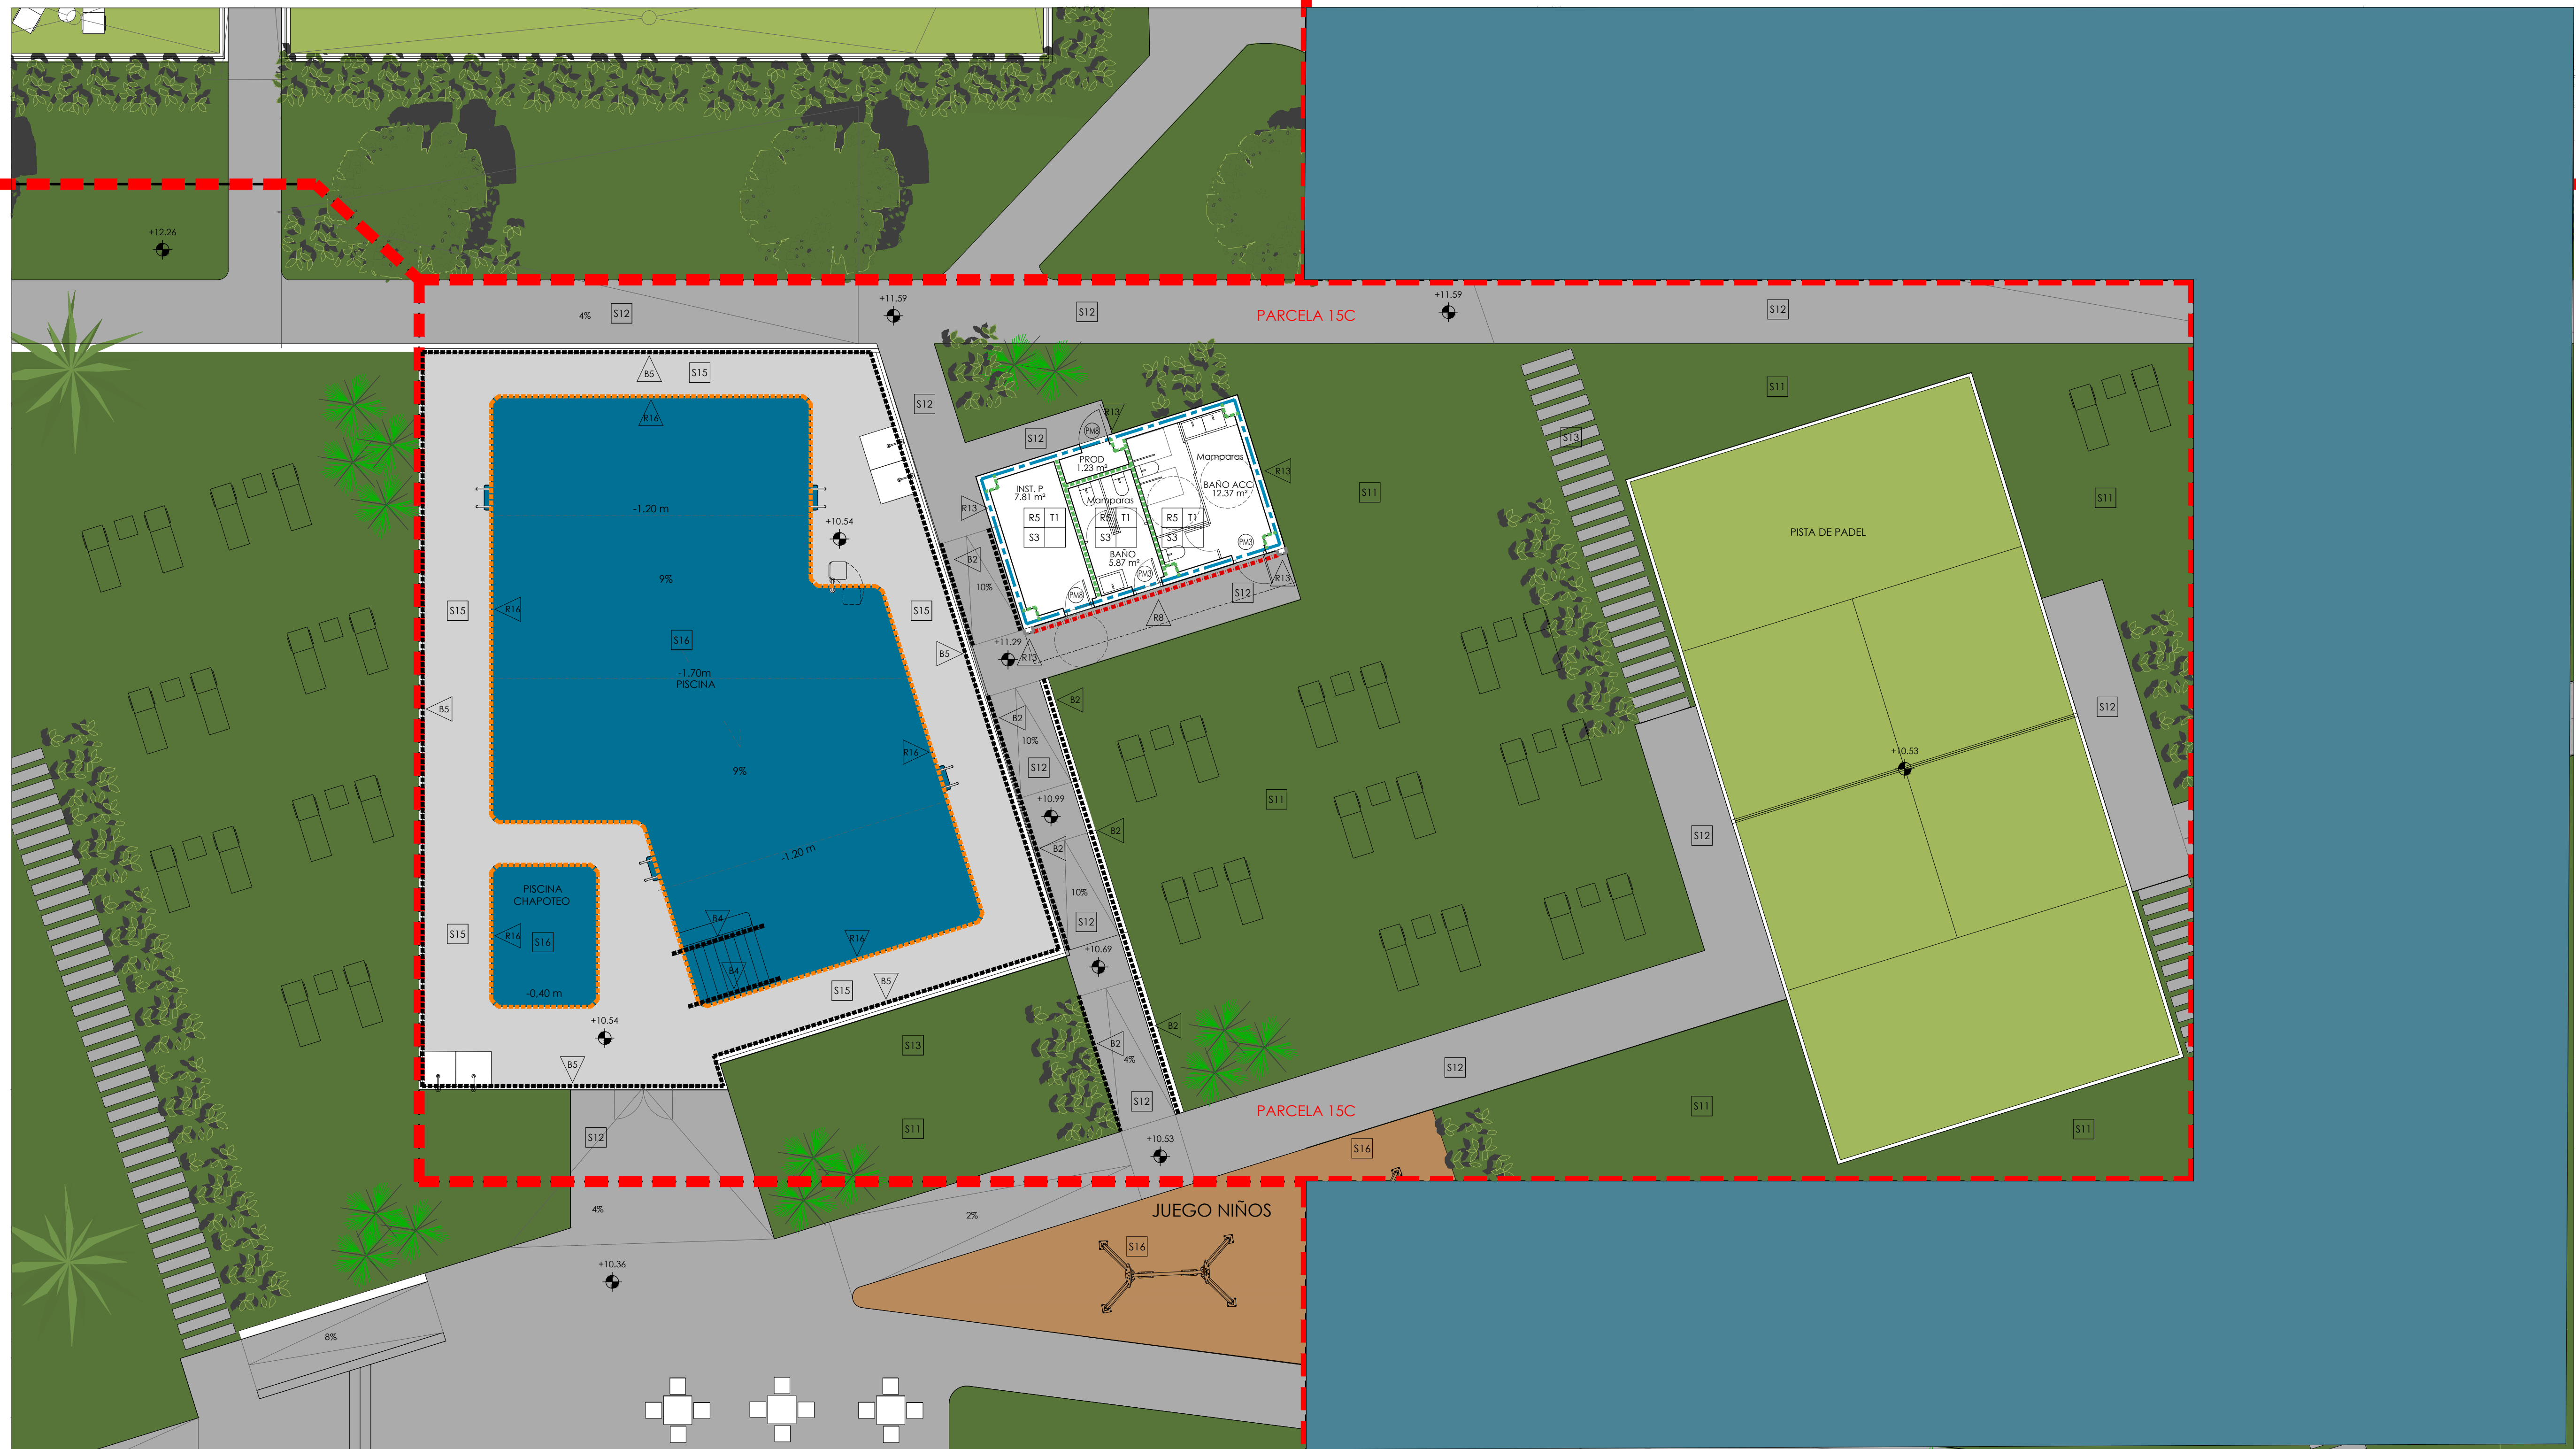 +12.26
4%
S12
+11.59
S12
PARCELA 15C
+11.59
S12
B5
S15
S11
R16
S12
R13
PM8
S12
S13
PROD
1.23 m²
Mamparas
R13
INST. P
7.81 m²
BAÑO ACC
12.37 m²
S11
S11
Mamparas
R13
-1.20 m
R5
T1
S3
R5
T1
S3
R5
T1
S3
+10.54
PISTA DE PADEL
PM3
B2
BAÑO
5.87 m²
PM3
R13
9%
10%
PM8
S12
S15
R16
S15
R8
S16
+11.29
B5
R13
-1,70m
PISCINA
B2
B5
B2
S12
10%
R16
+10.53
9%
S12
S11
+10.99
B2
S12
B2
-1,20 m
PISCINA
CHAPOTEO
10%
B4
S12
S15
R16
S16
R16
+10.69
B4
B5
-0,40 m
S15
+10.54
B2
B2
S13
4%
B5
S12
S12
S11
PARCELA 15C
S11
S11
S12
S16
+10.53
4%
2%
JUEGO NIÑOS
S16
+10.36
8%